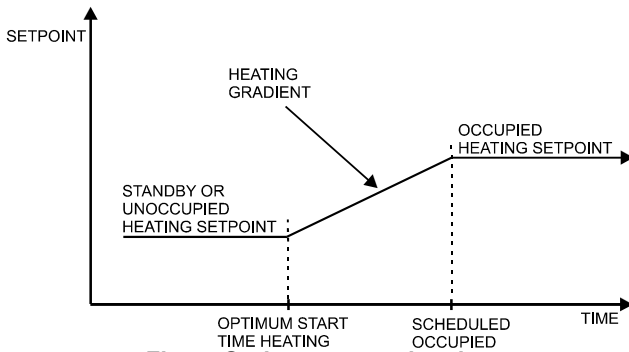 SETPOINT
HEATING
GRADIENT
OCCUPIED
HEATING SETPOINT
STANDBY OR
UNOCCUPIED
HEATING SETPOINT
OPTIMUM START
TIME HEATING
SCHEDULED
OCCUPIED
TIME